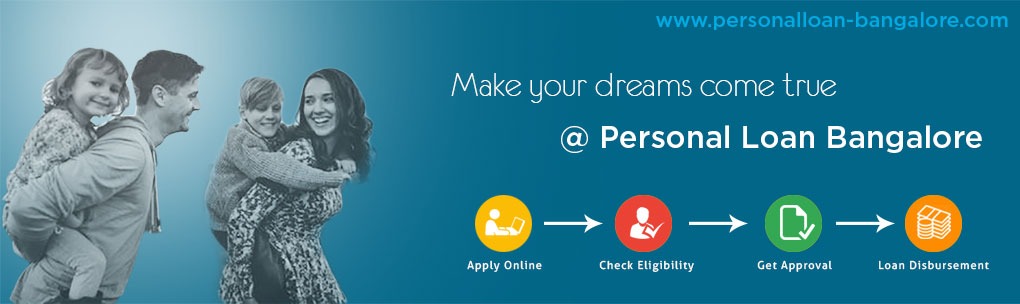 www.personalloan-bangalore.com
Make your dreams come true
@ Personal Loan Bangalore
Apply Online
Check Eligibility
Get Approval
Loan Disbursement